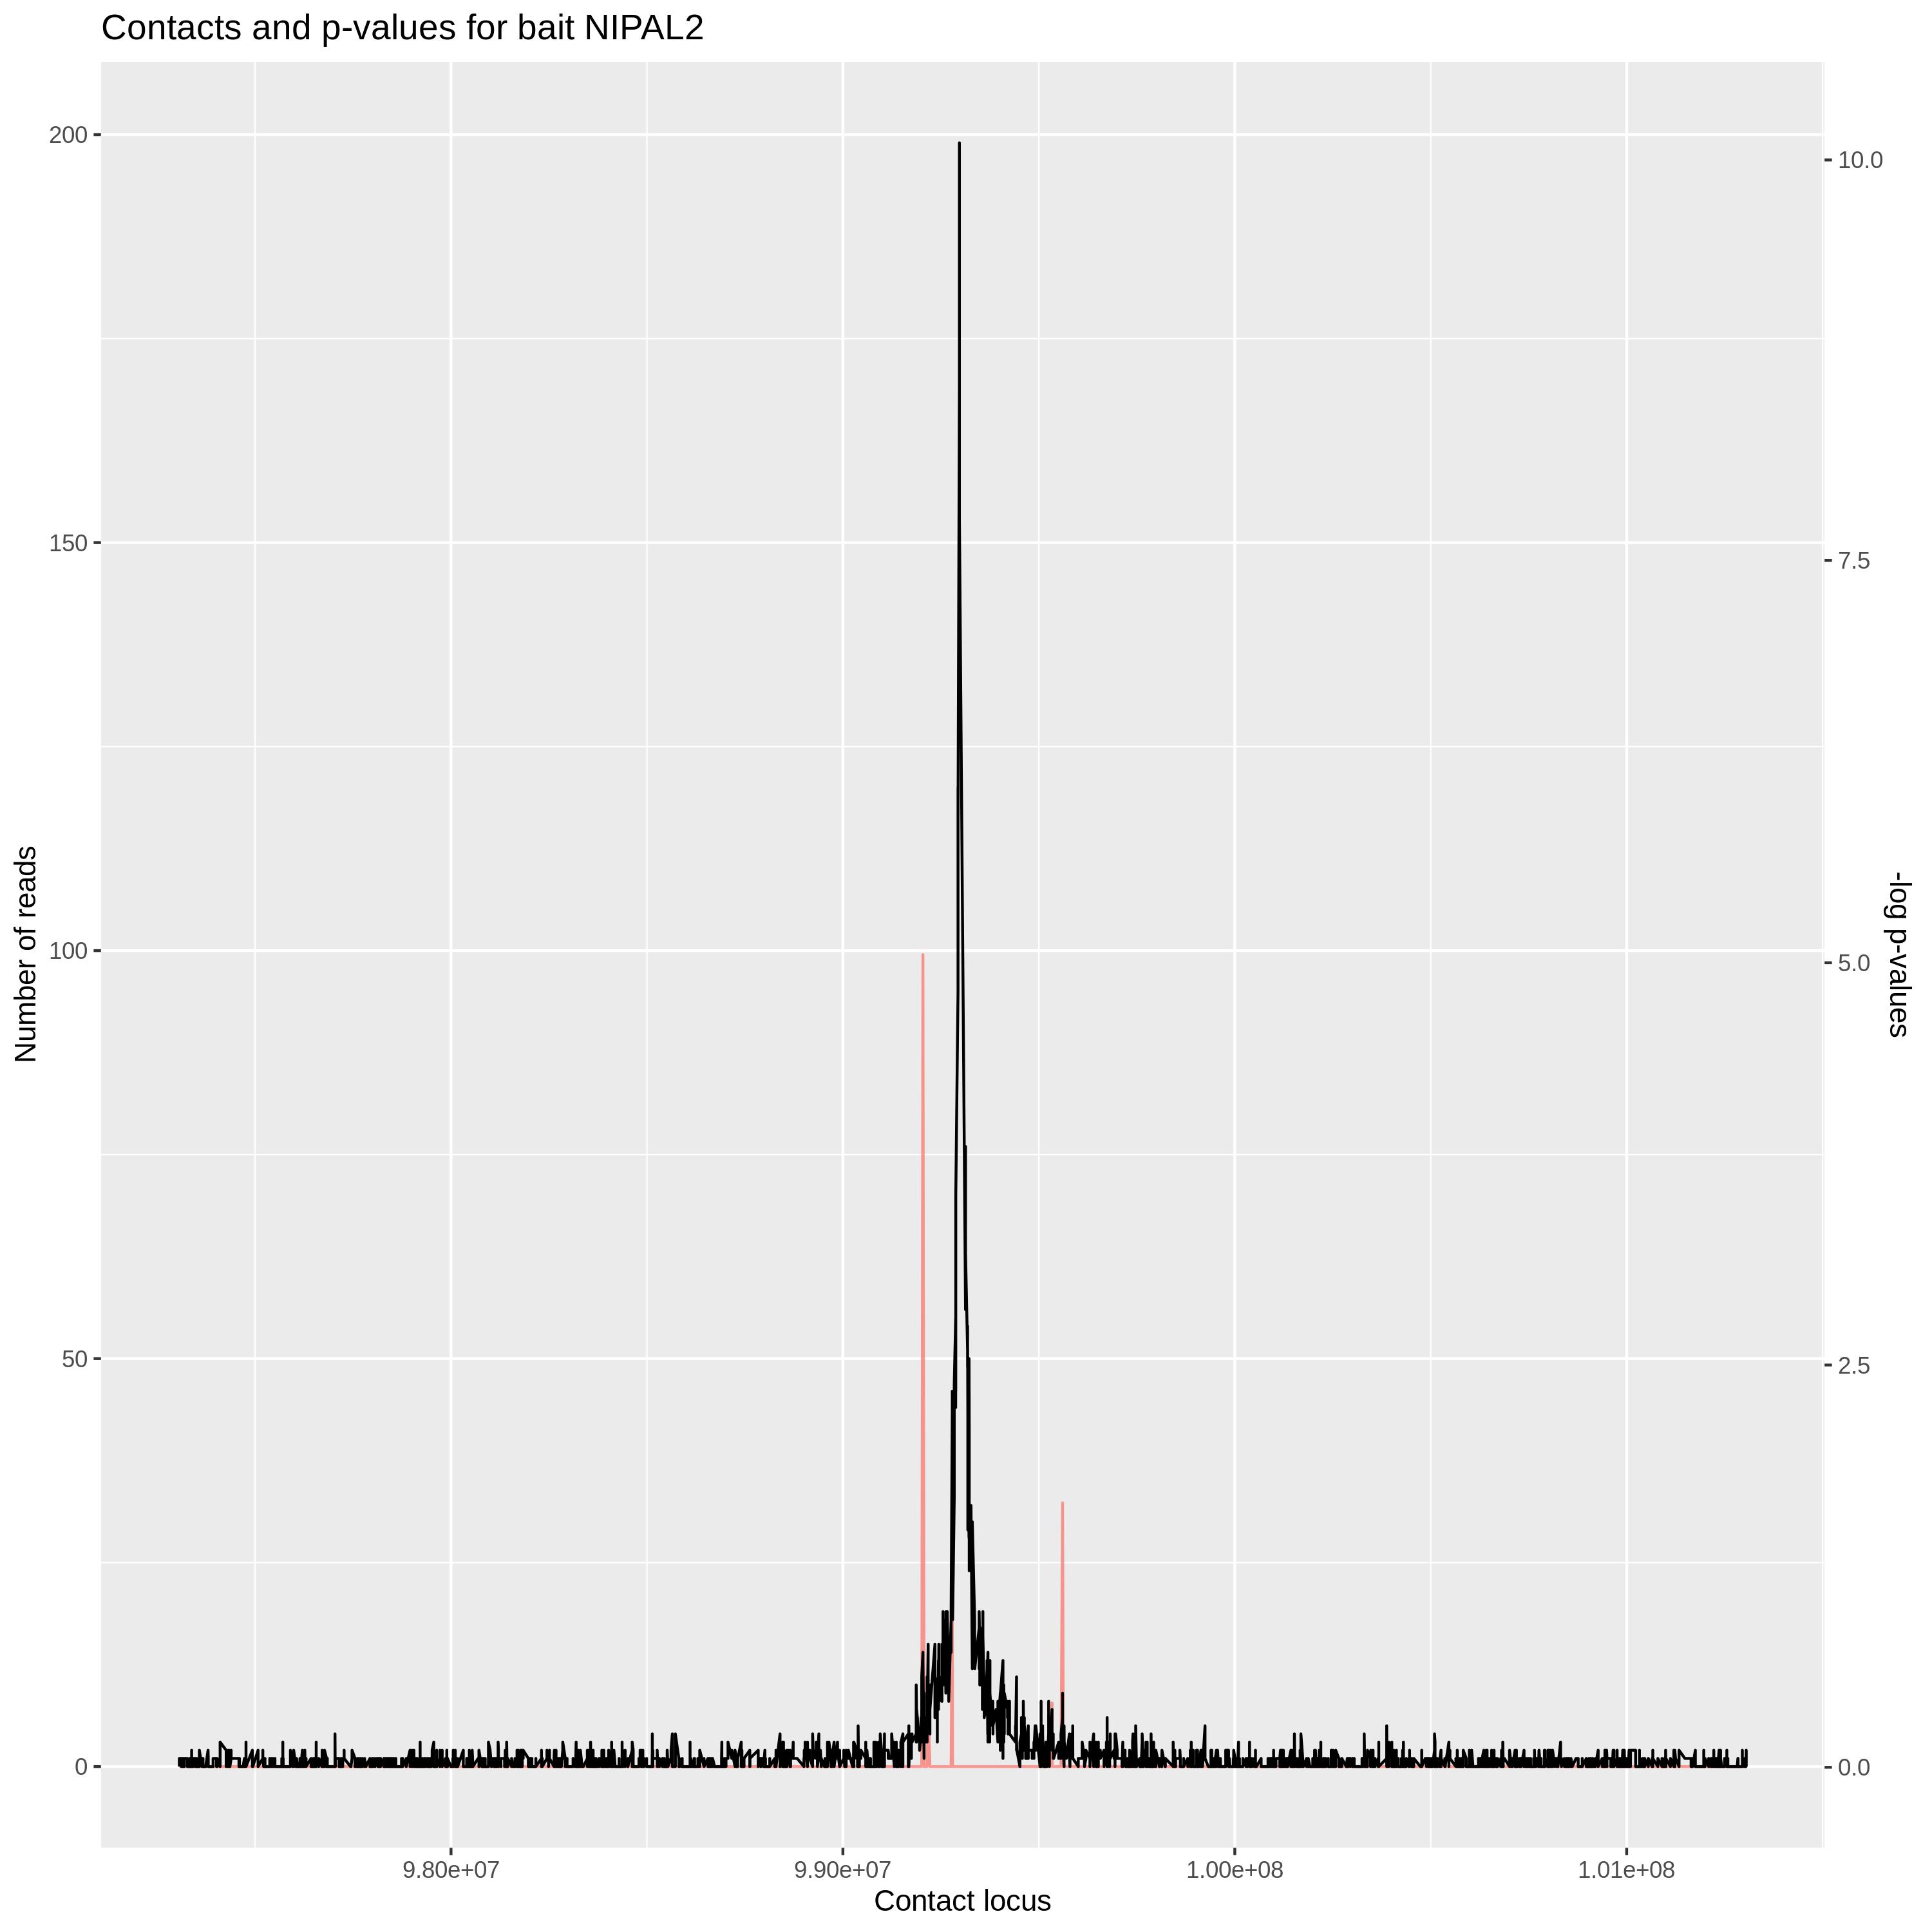 Contacts and p-values for bait NIPAL2
200
150
100
50
0
Number of reads
10.0
7.5
5.0
2.5
0.0
-log p-values
9.80e+07
9.90e+07
1.00e+08
1.01e+08
Contact locus